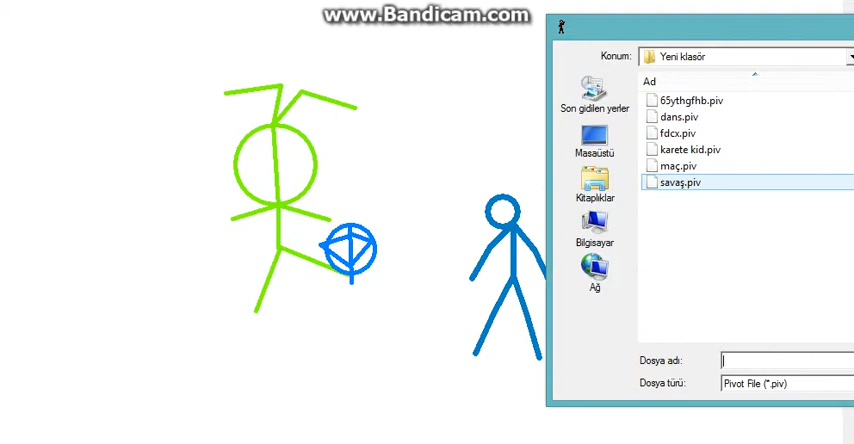 www.Bandicam.com
Konum: Yeni klasör
Ad
Son gidilen yerler
65ythgfhb.piv
dans.piv
fdcx.piv
Masaüstü
karete kid.piv
maç.piv
savaş.piv
Kitaplıklar
Bilgisayar
Ağ
Dosya adı:
Dosya türü: Pivot File (*.piv)